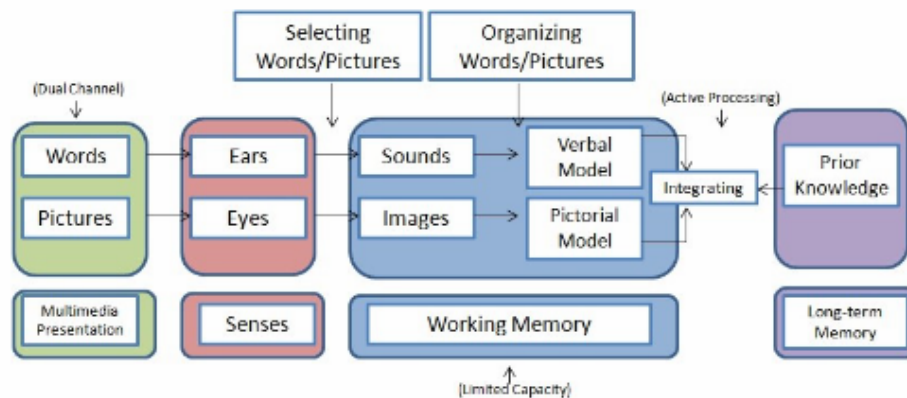 Selecting
Words/Pictures
Organizing
Words/Pictures
(Dual Channel)
(Active Processing)
Words
Ears
Sounds
Verbal
Model
Integrating
Prior
Knowledge
Pictures
Eyes
Images
Pictorial
Model
Multimedia
Presentation
Senses
Working Memory
Long-term
Memory
(Limited Capacity)